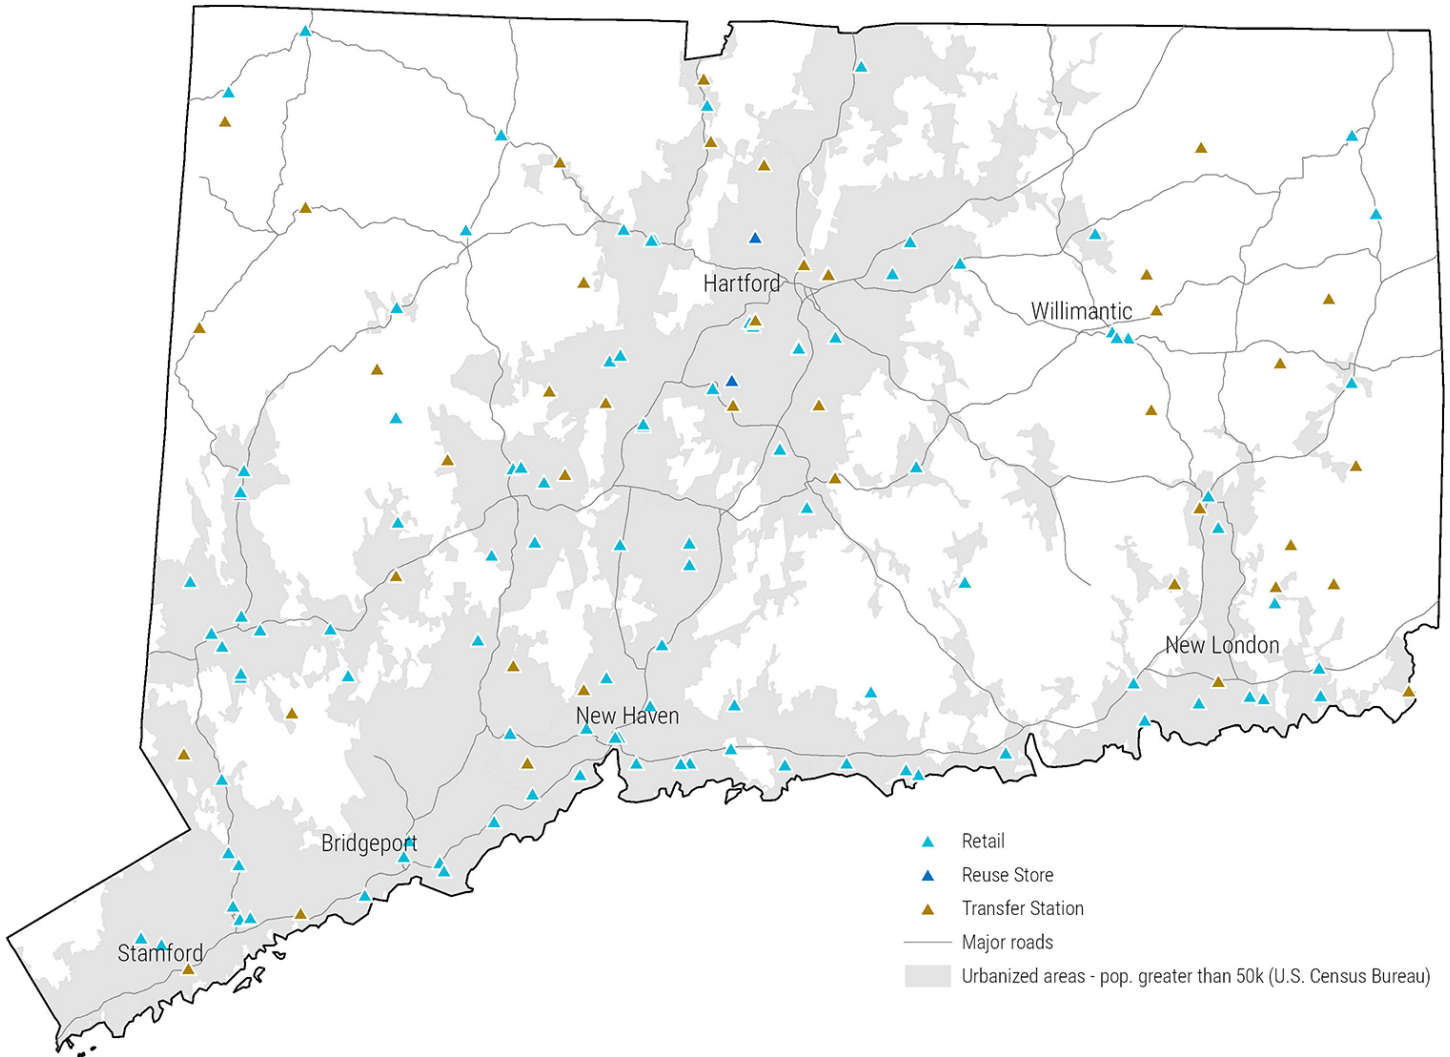 Hartford
Willimantic
New London
New Haven
Bridgeport
Stamford
Retail
Reuse Store
Transfer Station
Major roads
Urbanized areas - pop. greater than 50k (U.S. Census Bureau)